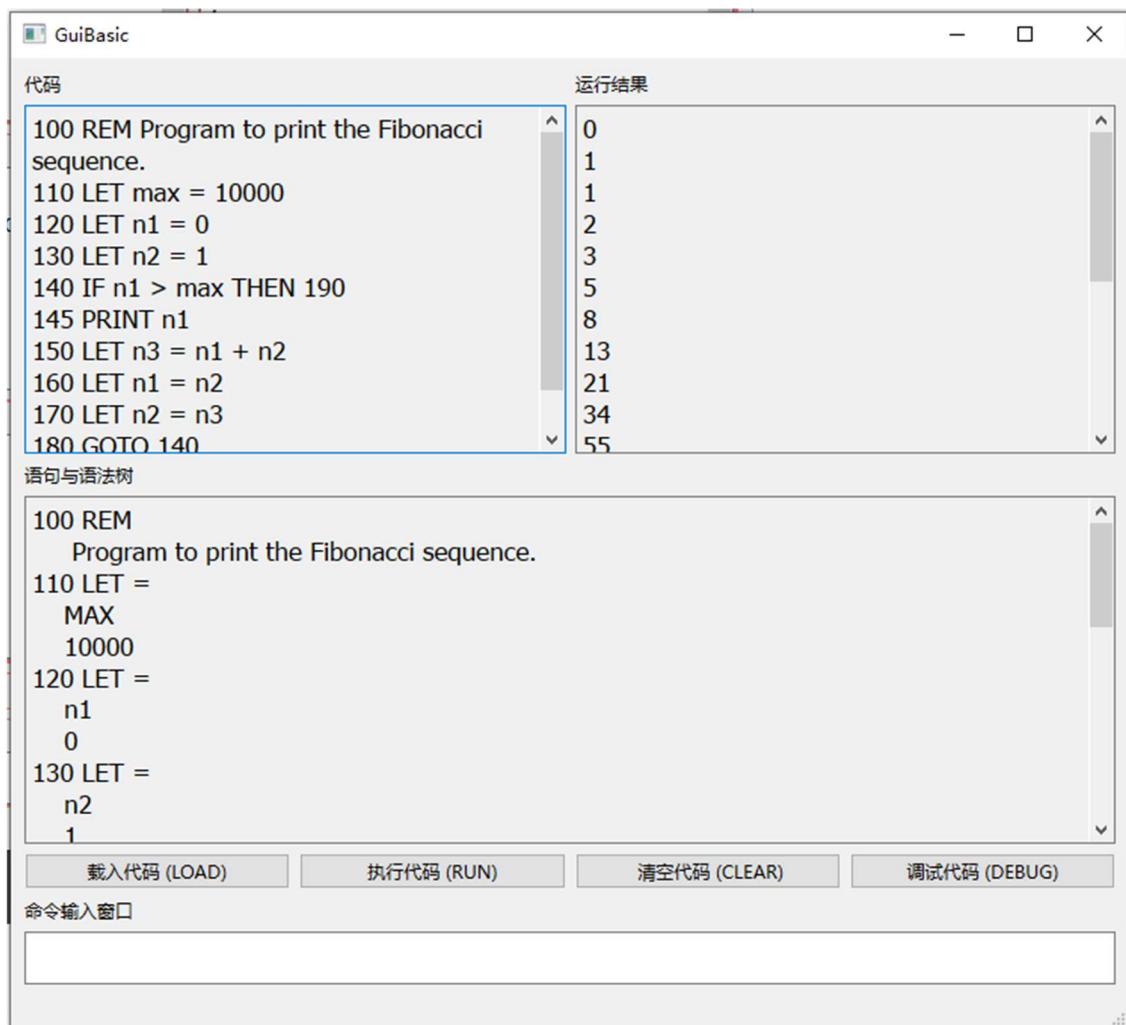 GuiBasic
代码
100 REM Program to print the Fibonacci
sequence.
110 LET max = 10000
120 LET n1 = 0
130 LET n2 = 1
140 IF n1 > max THEN 190
145 PRINT n1
150 LET n3 = n1 + n2
160 LET n1 = n2
170 LET n2 = n3
180 GOTO 140
运行结果
0
1
1
2
3
5
8
13
21
34
55
语句与语法树
100 REM
Program to print the Fibonacci sequence.
110 LET =
MAX
10000
120 LET =
n1
0
130 LET =
n2
1
载入代码 (LOAD)
执行代码 (RUN)
清空代码 (CLEAR)
调试代码 (DEBUG)
命令输入窗口